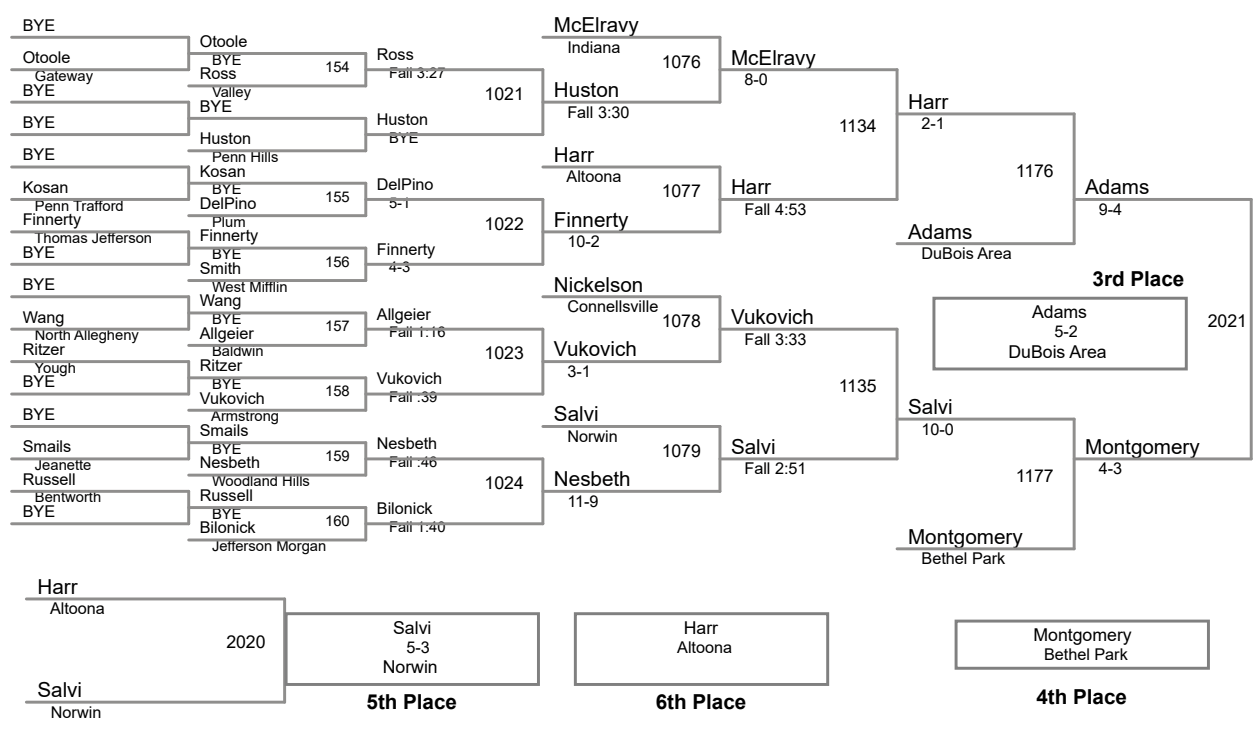 BYE
Otoole
Gateway
BYE
BYE
BYE
Kosan
Penn Trafford
Finnerty
Thomas Jefferson
BYE
BYE
Wang
North Allegheny
Ritzer
Yough
BYE
BYE
Smails
Jeanette
Russell
Bentworth
BYE
Otoole
BYE
Ross
154
Valley
BYE
Huston
Penn Hills
Kosan
BYE
DelPino
155
Plum
Finnerty
BYE
Smith
156
West Mifflin
Wang
BYE
Allgeier
157
Baldwin
Ritzer
BYE
Vukovich
158
Armstrong
Smails
BYE
Nesbeth
159
Woodland Hills
Russell
BYE
Bilonick
160
Jefferson Morgan
Ross
Fall 3:27
1021
Huston
BYE
DelPino
5-1
1022
Finnerty
4-3
Allgeier
Fall 1:16
1023
Vukovich
Fall :39
Nesbeth
Fall :46
1024
Bilonick
Fall 1:40
McElravy
Indiana
1076
Huston
Fall 3:30
Harr
Altoona
1077
Finnerty
10-2
Nickelson
Connellsville
1078
Vukovich
3-1
Salvi
Norwin
1079
Nesbeth
11-9
McElravy
8-0
1134
Harr
Fall 4:53
Vukovich
Fall 3:33
1135
Salvi
Fall 2:51
Harr
2-1
1176
Adams
DuBois Area
Salvi
10-0
1177
Montgomery
Bethel Park
Adams
9-4
2021
Montgomery
4-3
3rd Place
Adams
5-2
DuBois Area
Harr
Altoona
2020
Salvi
Norwin
Salvi
5-3
Norwin
5th Place
Harr
Altoona
6th Place
Montgomery
Bethel Park
4th Place